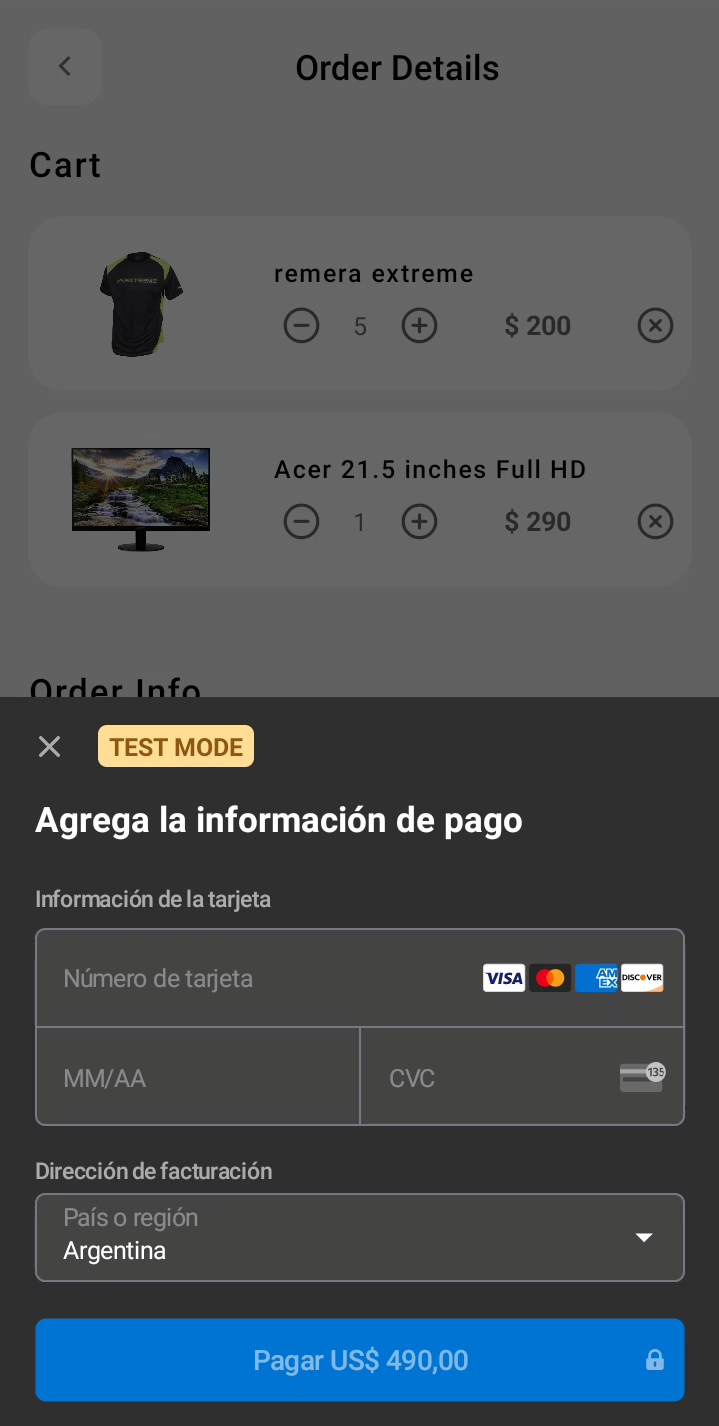 Order Details
Cart
remera extreme
5
$ 200
Acer 21.5 inches Full HD
1
$ 290
Order Info
TEST MODE
Agrega la información de pago
Información de la tarjeta
Número de tarjeta
VISA
AM
EX
DISCOVER
MM/AA
CVC
135
Dirección de facturación
País o región
Argentina
Pagar US$ 490,00